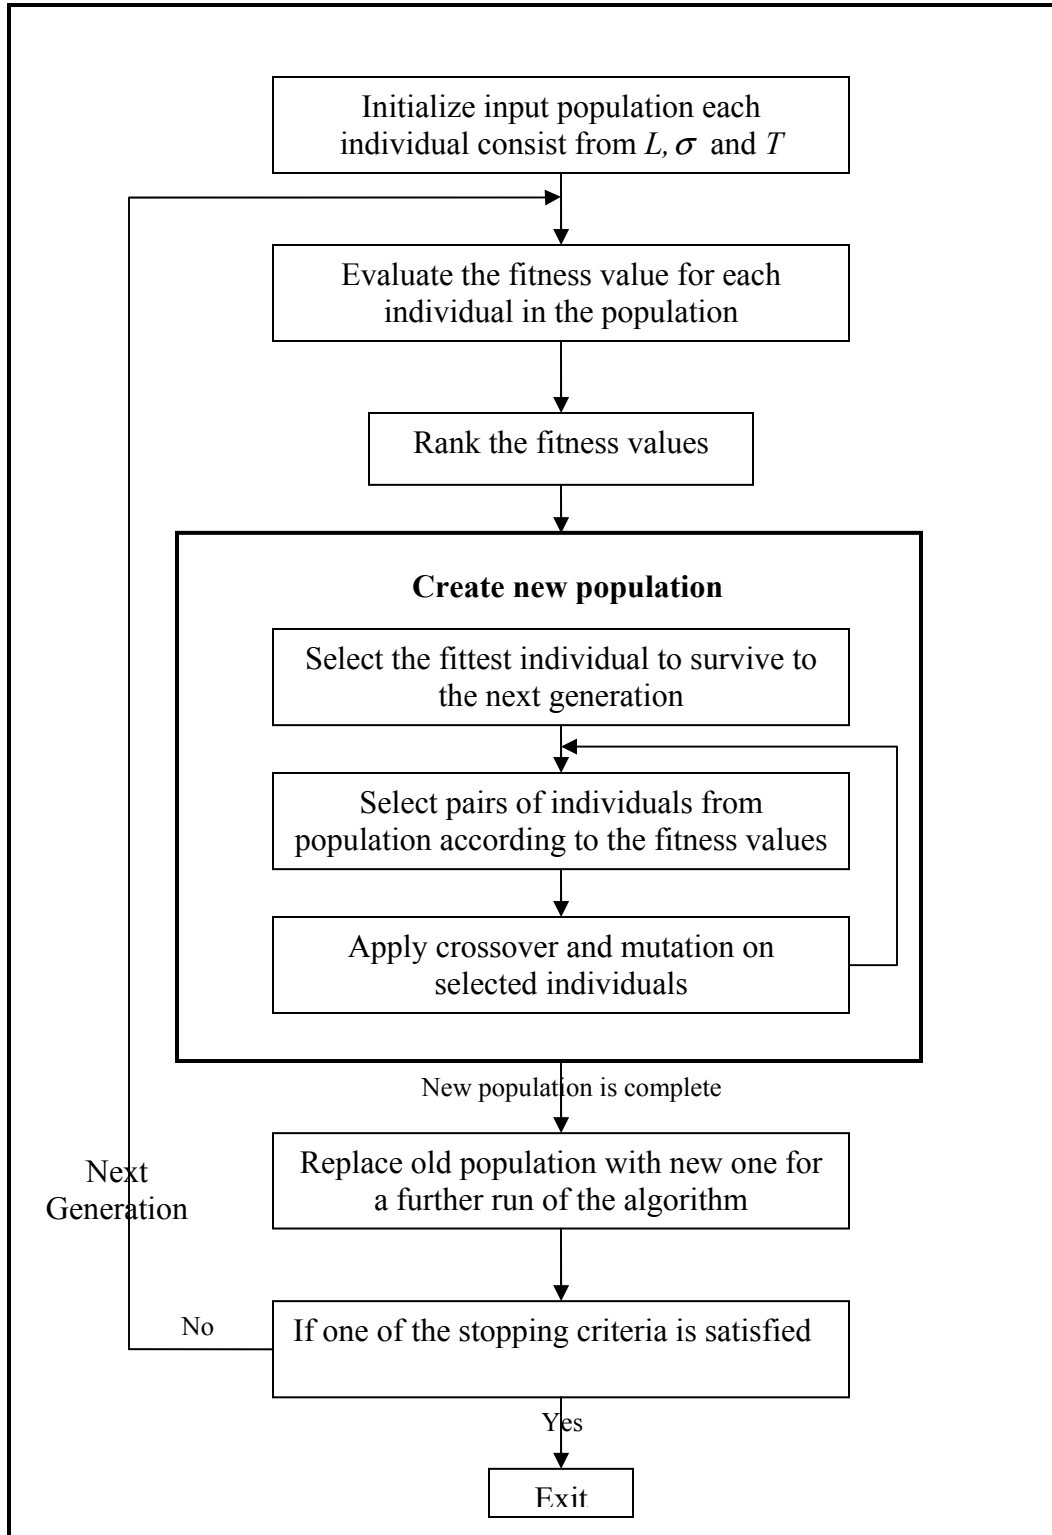 Initialize input population each
individual consist from L, σ and T
Evaluate the fitness value for each
individual in the population
Rank the fitness values
Create new population
Select the fittest individual to survive to
the next generation
Select pairs of individuals from
population according to the fitness values
Apply crossover and mutation on
selected individuals
New population is complete
Replace old population with new one for
a further run of the algorithm
Next
Generation
No
If one of the stopping criteria is satisfied
Yes
Exit